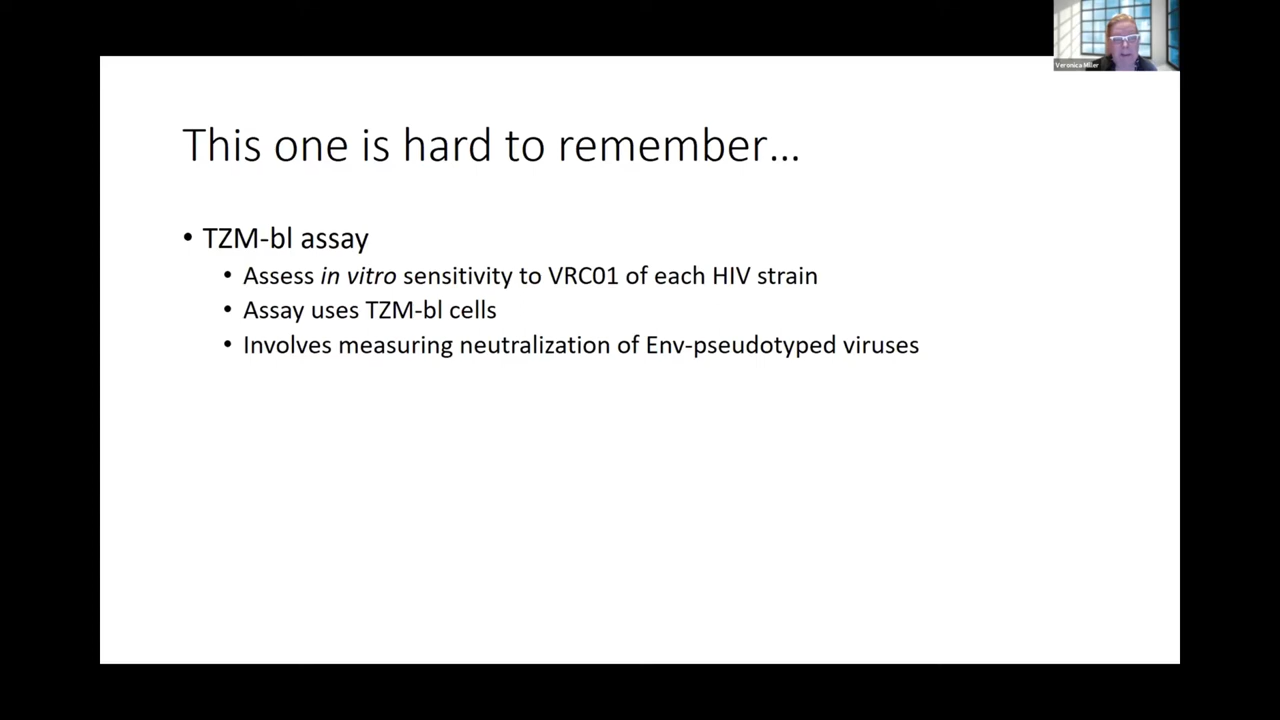 Veronica Miller
This one is hard to remember...
• TZM-bl assay
• Assess in vitro sensitivity to VRC01 of each HIV strain
• Assay uses TZM-bl cells
• Involves measuring neutralization of Env-pseudotyped viruses